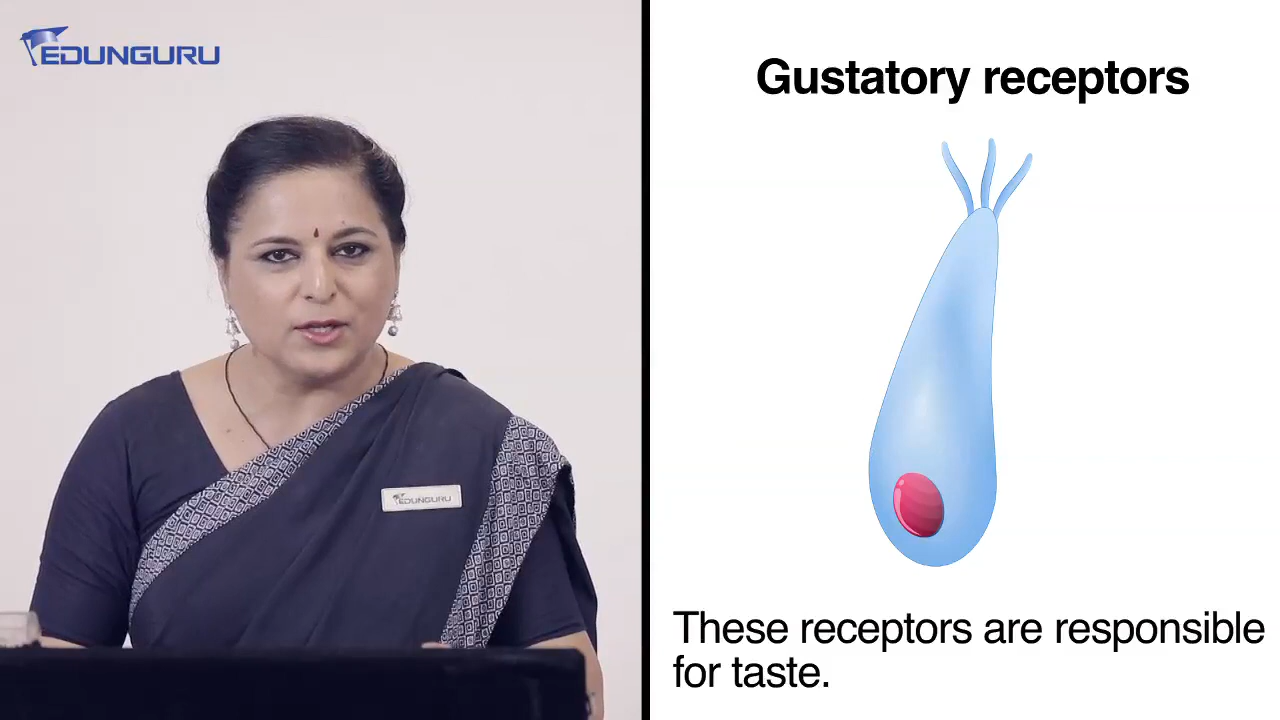 EDUNGURU
EDUNGURU
Gustatory receptors
These receptors are responsible
for taste.